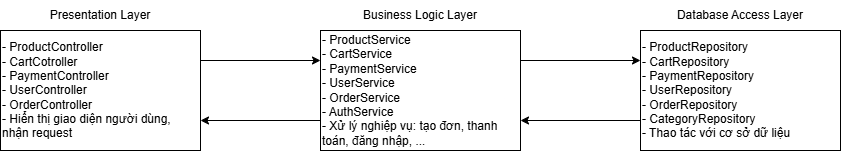 Presentation Layer
- ProductController
- CartCotroller
- PaymentController
- UserController
- OrderController
- Hiển thị giao diện người dùng,
nhận request
Business Logic Layer
- ProductService
- CartService
- PaymentService
- UserService
- OrderService
- AuthService
- Xử lý nghiệp vụ: tạo đơn, thanh
toán, đăng nhập, ...
Database Access Layer
- ProductRepository
- CartRepository
- PaymentRepository
- UserRepository
- OrderRepository
- CategoryRepository
- Thao tác với cơ sở dữ liệu